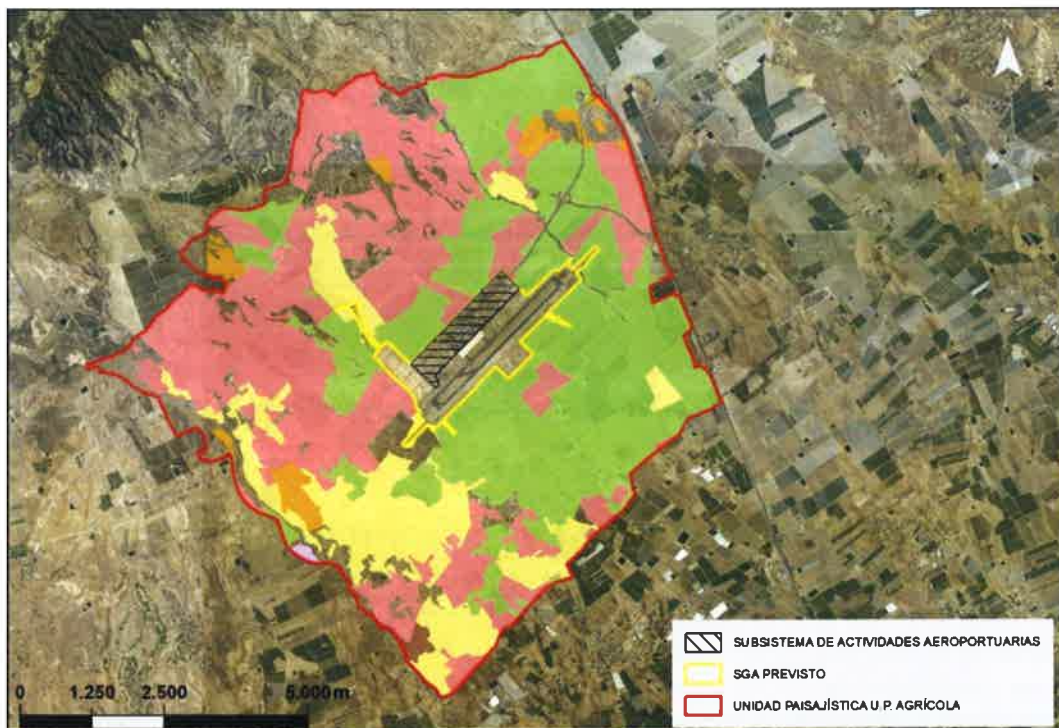 0 1.250 2.500 5.000 m
SUBSISTEMA DE ACTIVIDADES AEROPORTUARIAS
SGA PREVISTO
UNIDAD PAISAJÍSTICA U.P. AGRÍCOLA